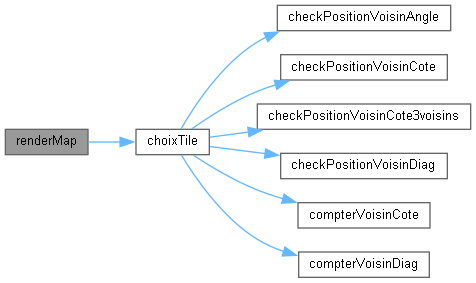 renderMap
choixTile
checkPositionVoisinAngle
checkPositionVoisinCote
checkPositionVoisinCote3voisins
checkPositionVoisinDiag
compterVoisinCote
compterVoisinDiag